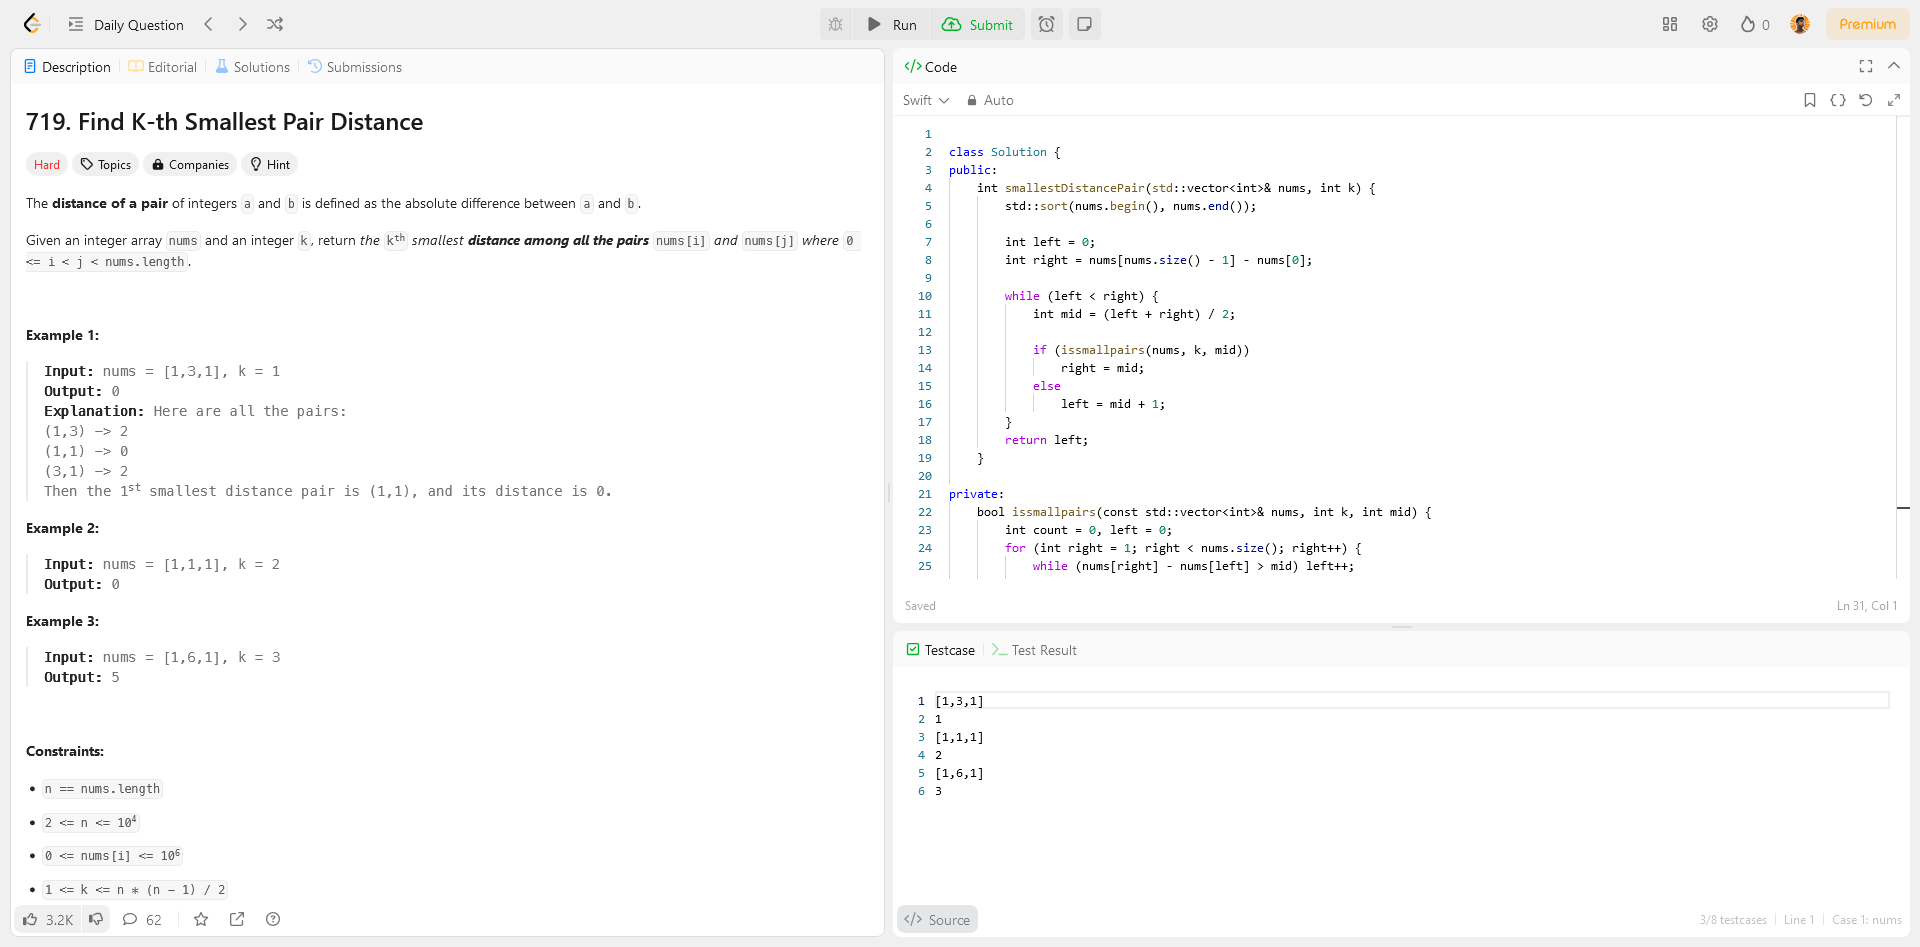 Daily Question
Run
Submit
0
Premium
Description
Editorial
Solutions
Submissions
719. Find K-th Smallest Pair Distance
Hard
Topics
Companies
Hint
The distance of a pair of integers a and b is defined as the absolute difference between a and b.
Given an integer array nums and an integer k, return the kth smallest distance among all the pairs nums[i] and nums[j] where 0
<= i < j < nums.length.
Example 1:
Input: nums = [1,3,1], k = 1
Output: 0
Explanation: Here are all the pairs:
(1,3) -> 2
(1,1) -> 0
(3,1) -> 2
Then the 1st smallest distance pair is (1,1), and its distance is 0.
Example 2:
Input: nums = [1,1,1], k = 2
Output: 0
Example 3:
Input: nums = [1,6,1], k = 3
Output: 5
Constraints:
• n == nums.length
• 2 <= n <= 10^4
• 0 <= nums[i] <= 10^6
• 1 <= k <= n * (n - 1) / 2
3.2K
62
</> Code
Swift
Auto
1
2 class Solution {
3 public:
4 int smallestDistancePair(std::vector<int>& nums, int k) {
5 std::sort(nums.begin(), nums.end());
6
7 int left = 0;
8 int right = nums[nums.size() - 1] - nums[0];
9
10 while (left < right) {
11 int mid = (left + right) / 2;
12
13 if (issmallpairs(nums, k, mid))
14 right = mid;
15 else
16 left = mid + 1;
17 }
18 return left;
19 }
20
21 private:
22 bool issmallpairs(const std::vector<int>& nums, int k, int mid) {
23 int count = 0, left = 0;
24 for (int right = 1; right < nums.size(); right++) {
25 while (nums[right] - nums[left] > mid) left++;
Saved
Ln 31, Col 1
Testcase
Test Result
1 [1,3,1]
2 1
3 [1,1,1]
4 2
5 [1,6,1]
6 3
</> Source
3/8 testcases
Line 1
Case 1: nums